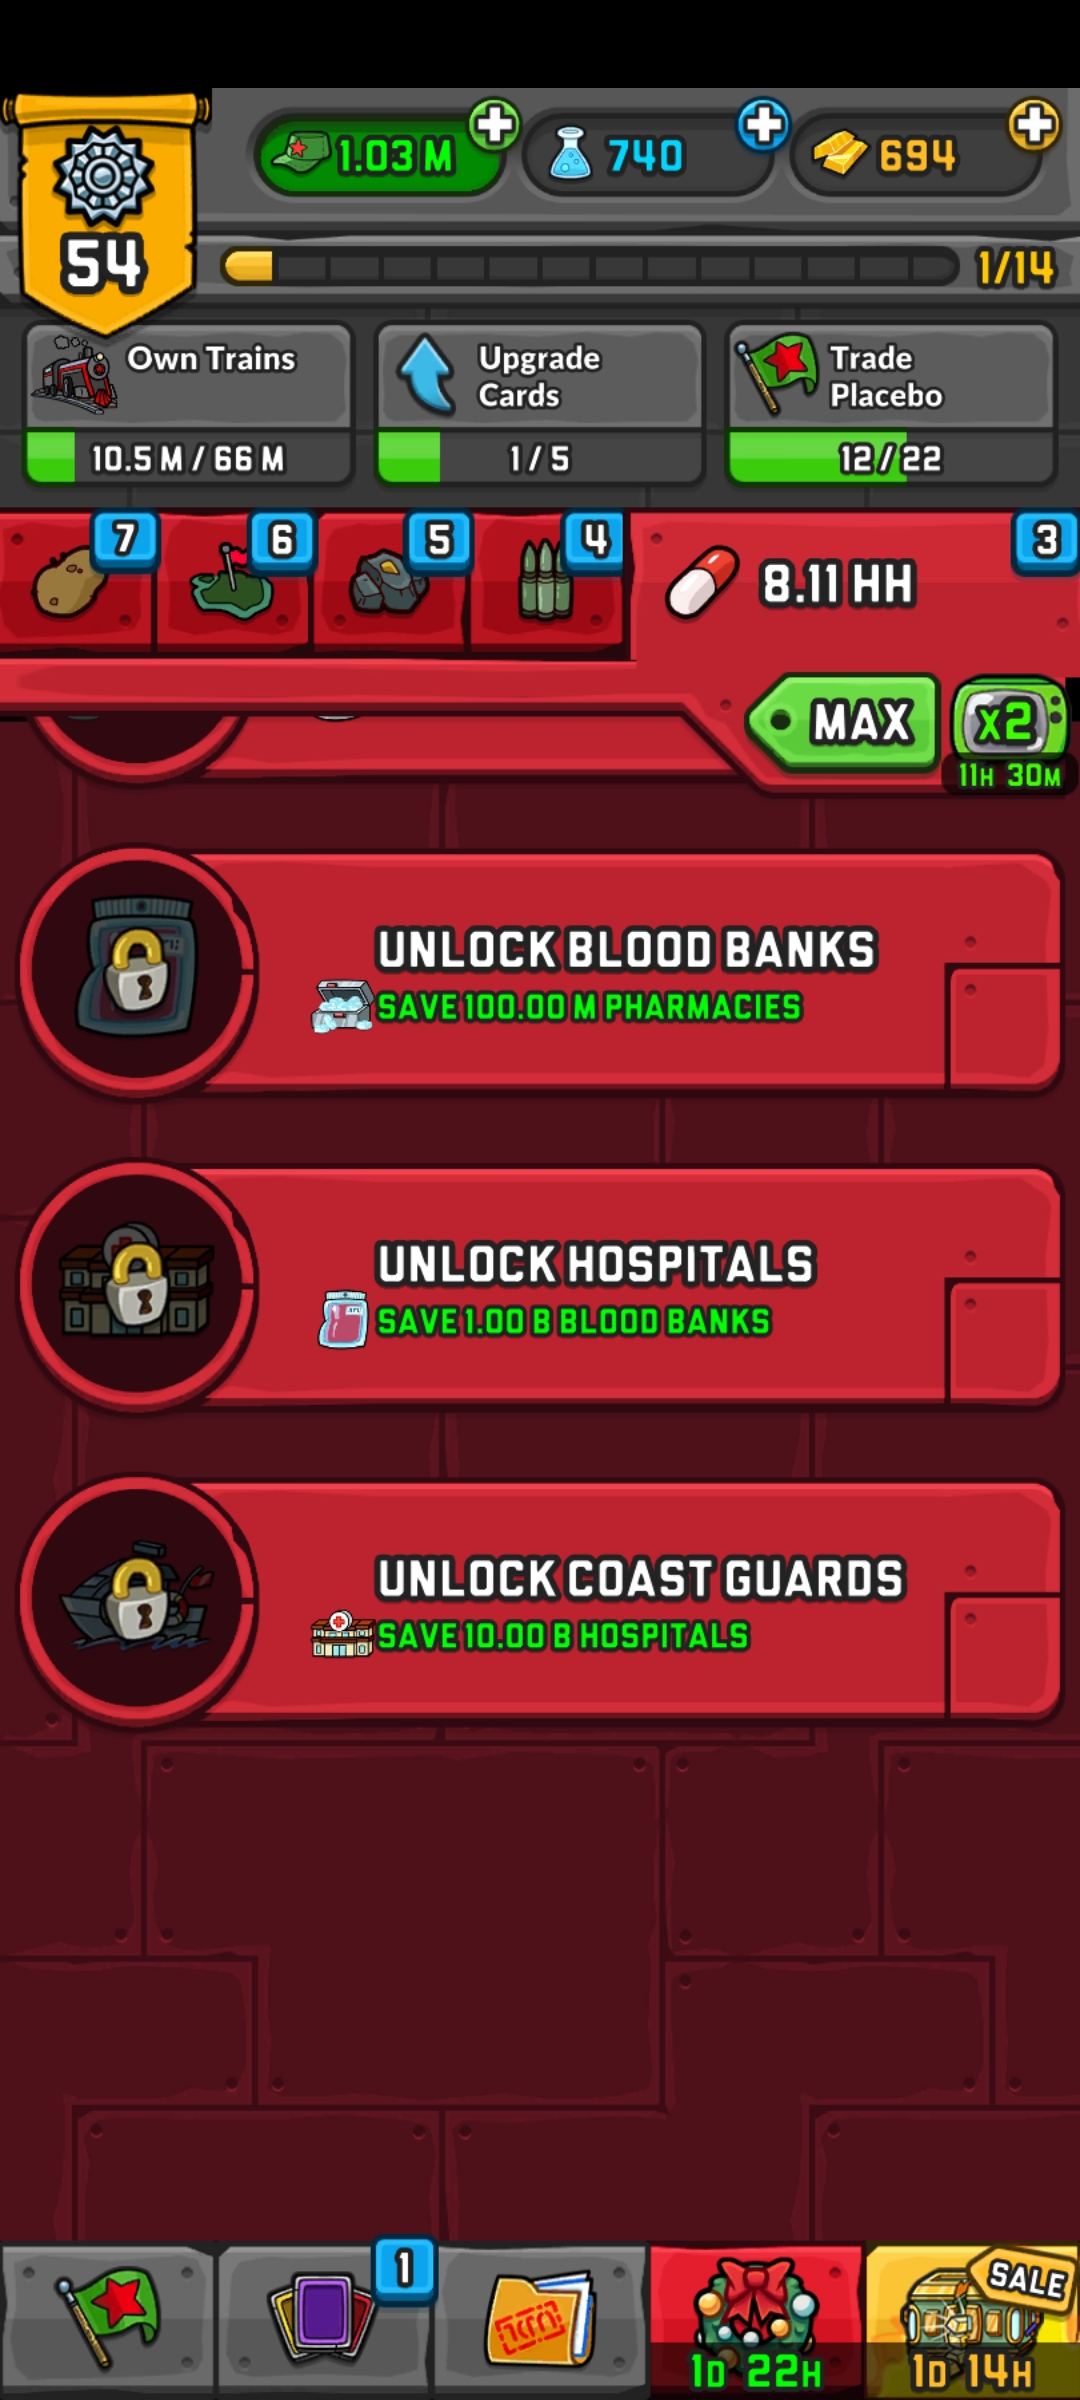 1.03 M
740
694
54
1/14
Own Trains
10.5 M / 66 M
Upgrade
Cards
1 / 5
Trade
Placebo
12 / 22
7
6
5
4
8.11 HH
3
MAX
x2
11H 30M
UNLOCK BLOOD BANKS
SAVE 100.00 M PHARMACIES
UNLOCK HOSPITALS
SAVE 1.00 B BLOOD BANKS
UNLOCK COAST GUARDS
SAVE 10.00 B HOSPITALS
1
SALE
1D 22H
1D 14H